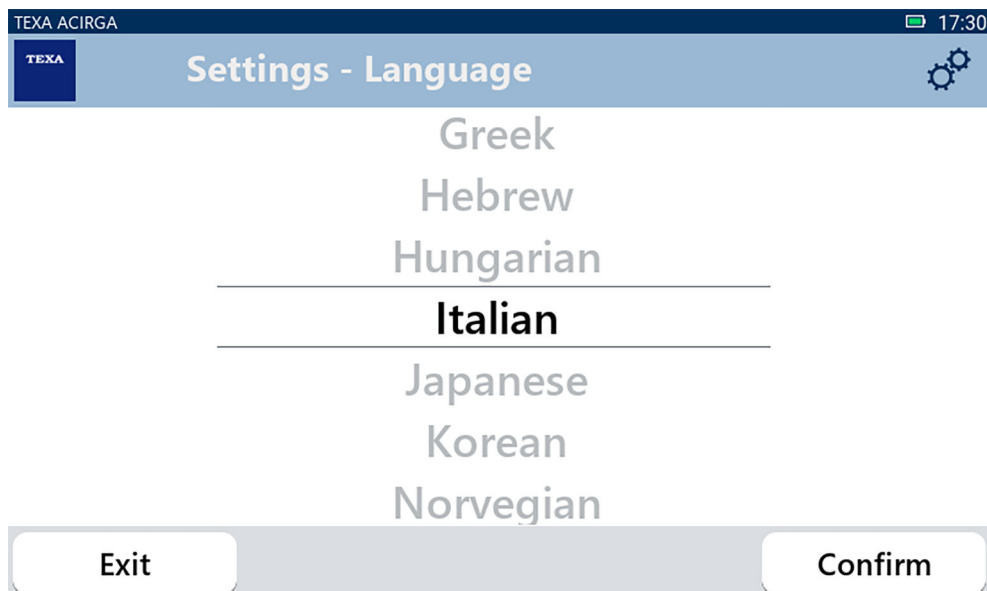 TEXA ACIRGA 17:30
TEXA
Settings - Language
Greek
Hebrew
Hungarian
Italian
Japanese
Korean
Norvegian
Exit Confirm